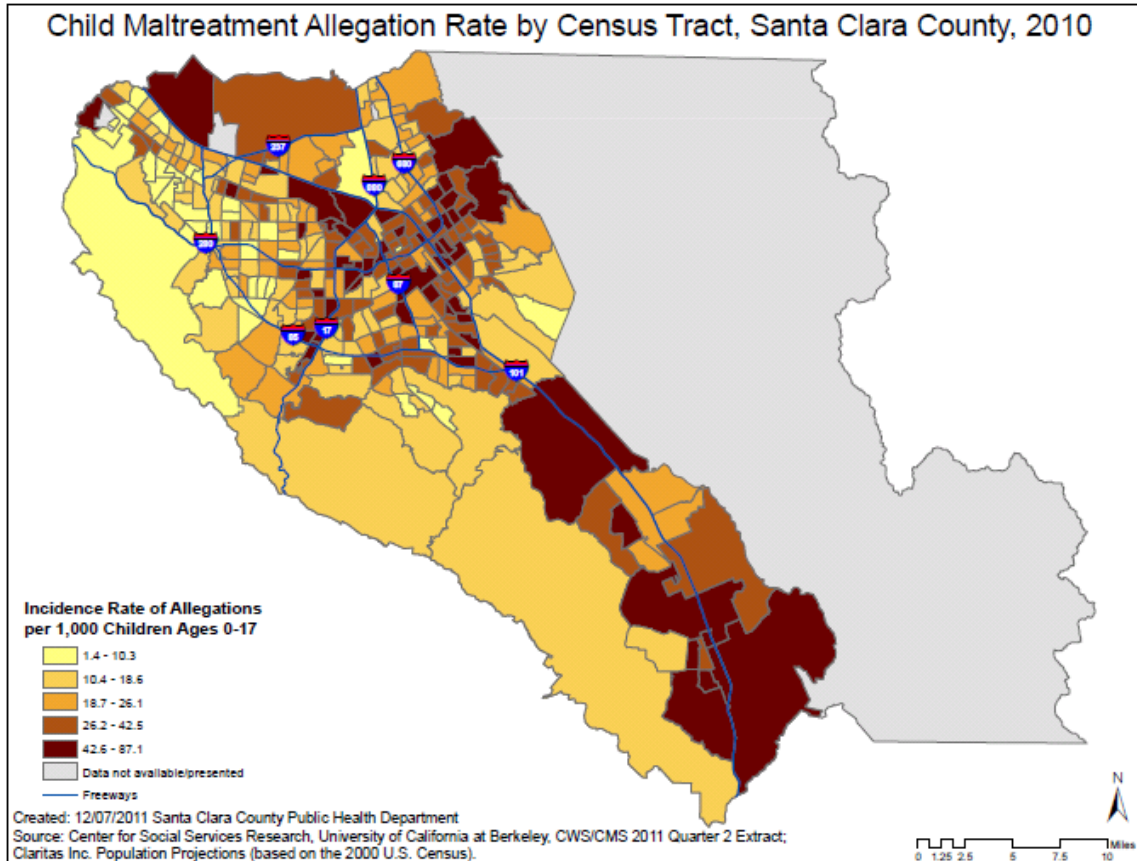 Child Maltreatment Allegation Rate by Census Tract, Santa Clara County, 2010
237
680
880
280
87
85
17
101
Incidence Rate of Allegations
per 1,000 Children Ages 0-17
1.4 - 10.3
10.4 - 18.6
18.7 - 26.1
26.2 - 42.5
42.6 - 87.1
Data not available/presented
Freeways
Created: 12/07/2011 Santa Clara County Public Health Department
Source: Center for Social Services Research, University of California at Berkeley, CWS/CMS 2011 Quarter 2 Extract;
Claritas Inc. Population Projections (based on the 2000 U.S. Census).
N
Miles
0 1.25 2.5 5 7.5 10